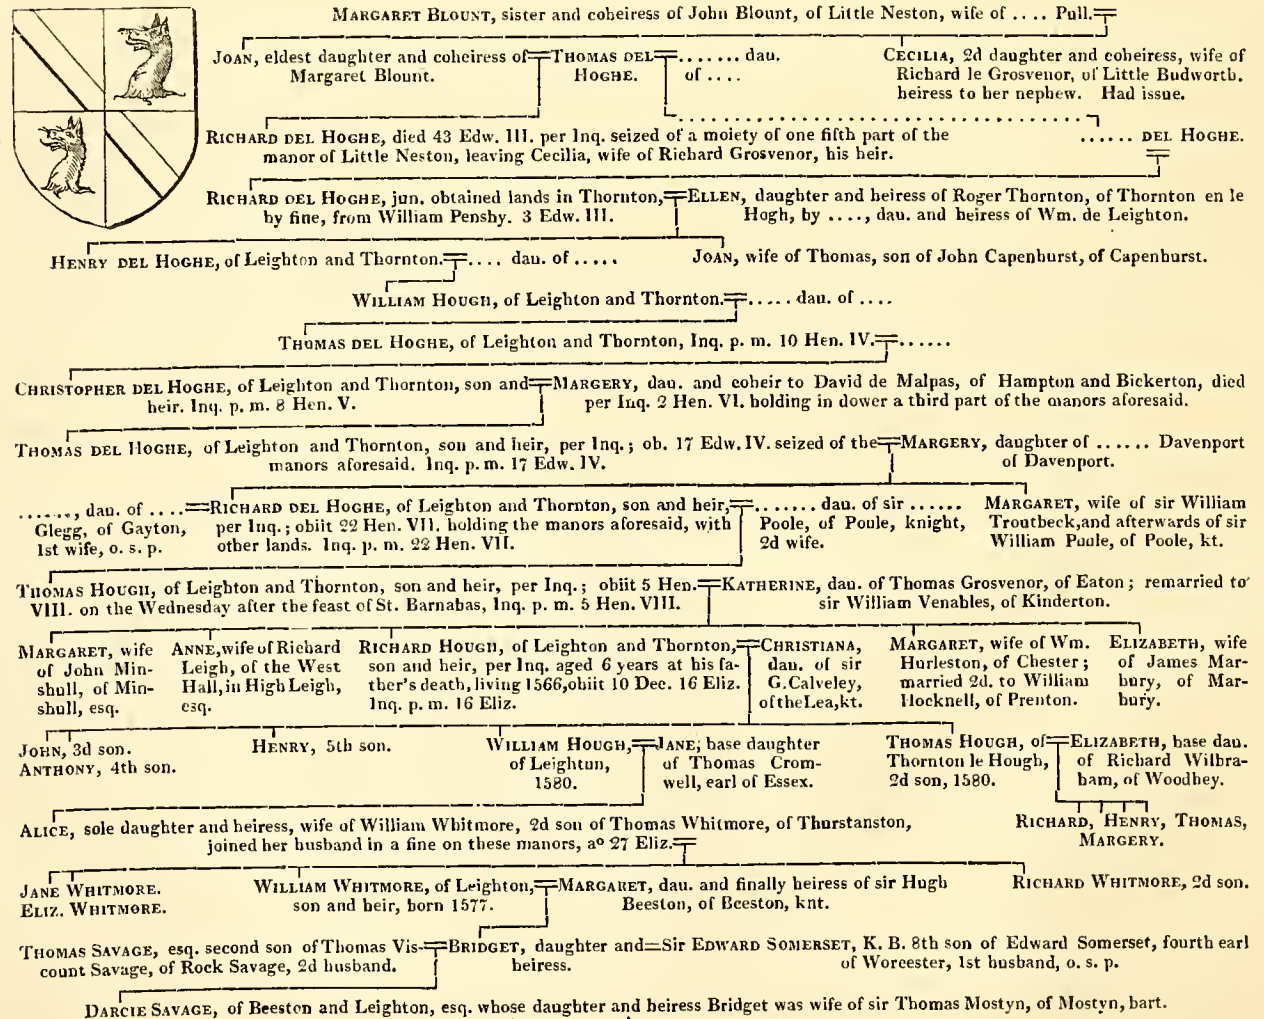 MARGARET BLOUNT, sister and coheiress of John Blount, of Little Neston, wife of .... Pull.
JOAN, eldest daughter and coheiress of
Margaret Blount.
THOMAS DEL
HOGHE.
....... dau.
of ....
CECILIA, 2d daughter and coheiress, wife of
Richard le Grosvenor, of Little Budworth.
heiress to her nephew. Had issue.
RICHARD DEL HOGHE, died 43 Edw. III. per Inq. seized of a moiety of one fifth part of the
manor of Little Neston, leaving Cecilia, wife of Richard Grosvenor, his heir.
...... DEL HOGHE.
RICHARD DEL HOGHE, jun. obtained lands in Thornton,
by fine, from William Pensby. 3 Edw. III.
ELLEN, daughter and heiress of Roger Thornton, of Thornton en le
Hogh, by ...., dau. and heiress of Wm. de Leighton.
HENRY DEL HOGHE, of Leighton and Thornton.
.... dau. of .....
JOAN, wife of Thomas, son of John Capenhurst, of Capenhurst.
WILLIAM HOUGH, of Leighton and Thornton.
..... dau. of ....
THOMAS DEL HOGHE, of Leighton and Thornton, Inq. p. m. 10 Hen. IV.
......
CHRISTOPHER DEL HOGHE, of Leighton and Thornton, son and
heir. Inq. p. m. 8 Hen. V.
MARGERY, dau. and coheir to David de Malpas, of Hampton and Bickerton, died
per Inq. 2 Hen. VI. holding in dower a third part of the manors aforesaid.
THOMAS DEL HOGHE, of Leighton and Thornton, son and heir, per Inq.; ob. 17 Edw. IV. seized of the
manors aforesaid. Inq. p. m. 17 Edw. IV.
MARGERY, daughter of ...... Davenport
of Davenport.
......, dau. of ....
Glegg, of Gayton,
1st wife, o. s. p.
RICHARD DEL HOGHE, of Leighton and Thornton, son and heir,
per Inq.; obiit 22 Hen. VII. holding the manors aforesaid, with
other lands. Inq. p. m. 22 Hen. VII.
....... dau. of sir ......
Poole, of Poule, knight,
2d wife.
MARGARET, wife of sir William
Troutbeck, and afterwards of sir
William Puule, of Poole, kt.
THOMAS HOUGH, of Leighton and Thornton, son and heir, per Inq.; obiit 5 Hen.
VIII. on the Wednesday after the feast of St. Barnabas, Inq. p. m. 5 Hen. VIII.
KATHERINE, dau. of Thomas Grosvenor, of Eaton; remarried to
sir William Venables, of Kinderton.
MARGARET, wife
of John Min-
shull, of Min-
shull, esq.
ANNE, wife of Richard
Leigh, of the West
Hall, in High Leigh,
esq.
RICHARD HOUGH, of Leighton and Thornton,
son and heir, per Inq. aged 6 years at his fa-
ther's death, living 1566, obiit 10 Dec. 16 Eliz.
Inq. p. m. 16 Eliz.
CHRISTIANA,
dau. of sir
G. Calveley,
of the Lea, kt.
MARGARET, wife of Wm.
Hurleston, of Chester;
married 2d. to William
Hocknell, of Prenton.
ELIZABETH, wife
of James Mar-
bury, of Mar-
bury.
JOHN, 3d son.
ANTHONY, 4th son.
HENRY, 5th son.
WILLIAM HOUGH,
of Leighton,
1580.
JANE, base daughter
of Thomas Crom-
well, earl of Essex.
THOMAS HOUGH, of
Thornton le Hough,
2d son, 1580.
ELIZABETH, base dau.
of Richard Wilbra-
ham, of Woodhey.
ALICE, sole daughter and heiress, wife of William Whitmore, 2d son of Thomas Whitmore, of Thurstanston,
joined her husband in a fine on these manors, aº 27 Eliz.
RICHARD, HENRY, THOMAS,
MARGERY.
JANE WHITMORE.
ELIZ. WHITMORE.
WILLIAM WHITMORE, of Leighton,
son and heir, born 1577.
MARGARET, dau. and finally heiress of sir Hugh
Beeston, of Beeston, knt.
RICHARD WHITMORE, 2d son.
THOMAS SAVAGE, esq. second son of Thomas Vis-
count Savage, of Rock Savage, 2d husband.
BRIDGET, daughter and
heiress.
Sir EDWARD SOMERSET, K. B. 8th son of Edward Somerset, fourth earl
of Worcester, 1st husband, o. s. p.
DARCIE SAVAGE, of Beeston and Leighton, esq. whose daughter and heiress Bridget was wife of sir Thomas Mostyn, of Mostyn, bart.